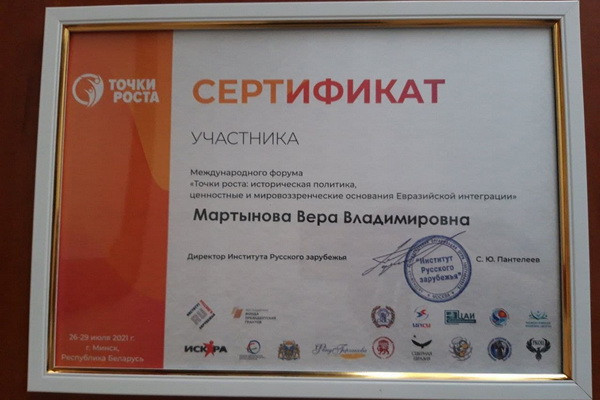 ТОЧКИ
РОСТА
СЕРТИФИКАТ
УЧАСТНИКА
Международного форума
«Точки роста: историческая политика,
ценностные и мировоззренческие основания Евразийской интеграции»
Мартынова Вера Владимировна
Директор Института Русского зарубежья
"Институт
Русского
зарубежья"
С. Ю. Пантелеев
26-29 июля 2021 г.
г. Минск,
Республика Беларусь
ЦАИ
ИСКРА